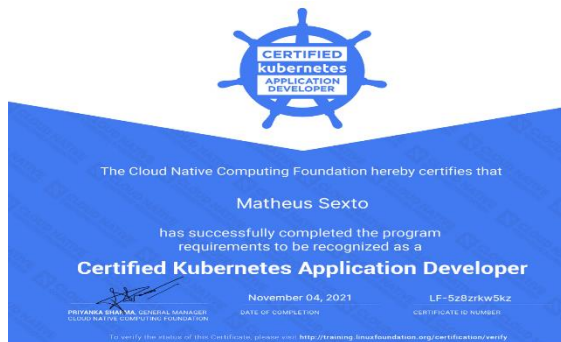 CERTIFIED
kubernetes
APPLICATION
DEVELOPER
The Cloud Native Computing Foundation hereby certifies that
Matheus Sexto
has successfully completed the program
requirements to be recognized as a
Certified Kubernetes Application Developer
PRIYANKA SHARMA, GENERAL MANAGER
CLOUD NATIVE COMPUTING FOUNDATION
November 04, 2021
DATE OF COMPLETION
LF-5z8zrkw5kz
CERTIFICATE ID NUMBER
To verify the status of this Certificate, please visit http://training.linuxfoundation.org/certification/verify